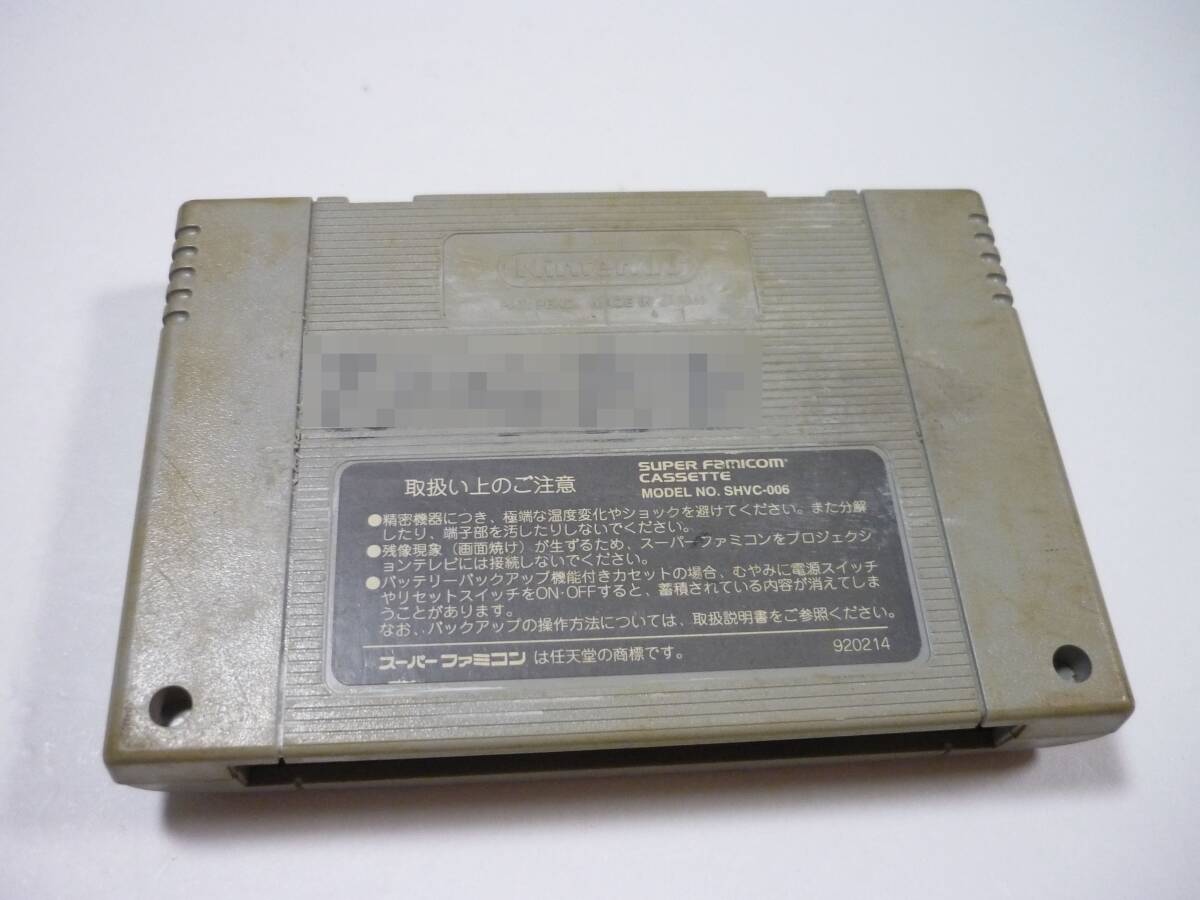 Nintendo
PAT. PEND. MADE IN JAPAN
取扱い上のご注意
SUPER FAMICOM
CASSETTE
MODEL NO. SHVC-006
●精密機器につき、極端な温度変化やショックを避けてください。また分解
したり、端子部を汚したりしないでください。
●残像現象（画面焼け）が生ずるため、スーパーファミコンをプロジェクシ
ョンテレビには接続しないでください。
●バッテリーバックアップ機能付きカセットの場合、むやみに電源スイッチ
やリセットスイッチをON・OFFすると、蓄積されている内容が消えてしま
うことがあります。
なお、バックアップの操作方法については、取扱説明書をご参照ください。
スーパーファミコン は任天堂の商標です。
920214